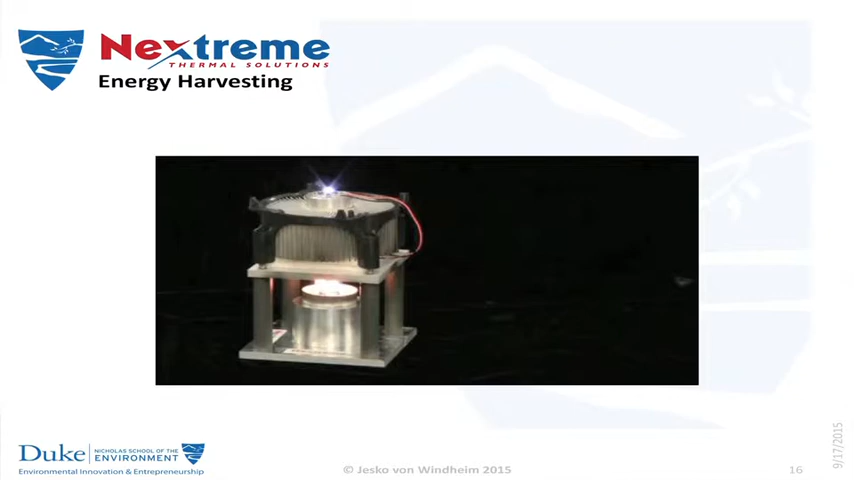 Nextreme
THERMAL SOLUTIONS
Energy Harvesting
Duke
NICHOLAS SCHOOL OF THE
ENVIRONMENT
Environmental Innovation & Entrepreneurship
© Jesko von Windheim 2015
16
9/17/2015